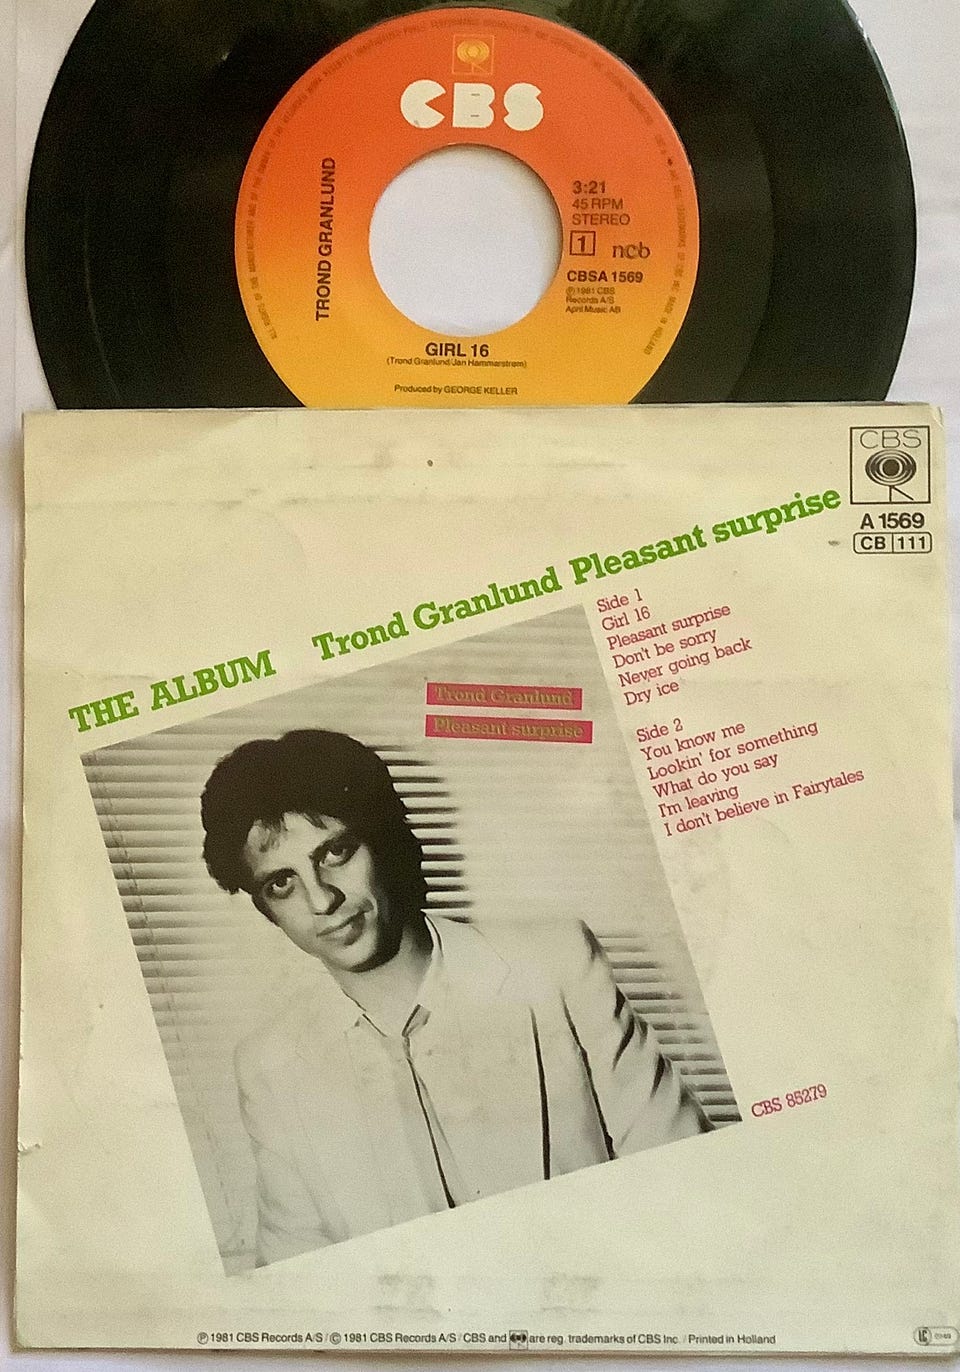 CBS
TROND GRANLUND
3:21
45 RPM
STEREO
1 ncb
CBSA 1569
℗ 1981 CBS
Records A/S
April Music AB
GIRL 16
(Trond Granlund/Jan Hammarstrøm)
Produced by GEORGE KELLER
CBS
A 1569
CB 111
THE ALBUM Trond Granlund Pleasant surprise
Trond Granlund
Pleasant surprise
Side 1
Girl 16
Pleasant surprise
Don't be sorry
Never going back
Dry ice
Side 2
You know me
Lookin' for something
What do you say
I'm leaving
I don't believe in Fairytales
CBS 85279
℗ 1981 CBS Records A/S / © 1981 CBS Records A/S / CBS and are reg. trademarks of CBS Inc. / Printed in Holland
LC